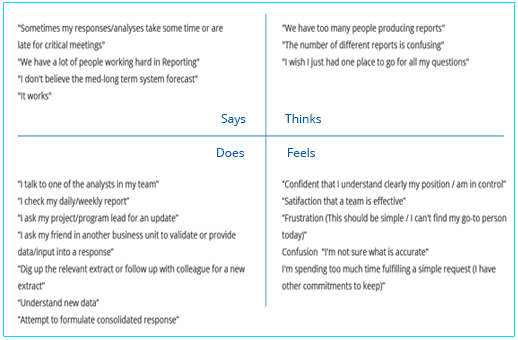 "Sometimes my responses/analyses take some time or are
late for critical meetings"
"We have a lot of people working hard in Reporting"
"I don't believe the med-long term system forecast"
"It works"
Says
"We have too many people producing reports"
"The number of different reports is confusing"
"I wish I just had one place to go for all my questions"
Thinks
Does
"I talk to one of the analysts in my team"
"I check my daily/weekly report"
"I ask my project/program lead for an update"
"I ask my friend in another business unit to validate or provide
data/input into a response"
"Dig up the relevant extract or follow up with colleague for a new
extract"
"Understand new data"
"Attempt to formulate consolidated response"
Feels
"Confident that I understand clearly my position / am in control"
"Satifaction that a team is effective"
"Frustration (This should be simple / I can't find my go-to person
today)"
Confusion "I'm not sure what is accurate"
I'm spending too much time fulfilling a simple request (I have
other commitments to keep)"